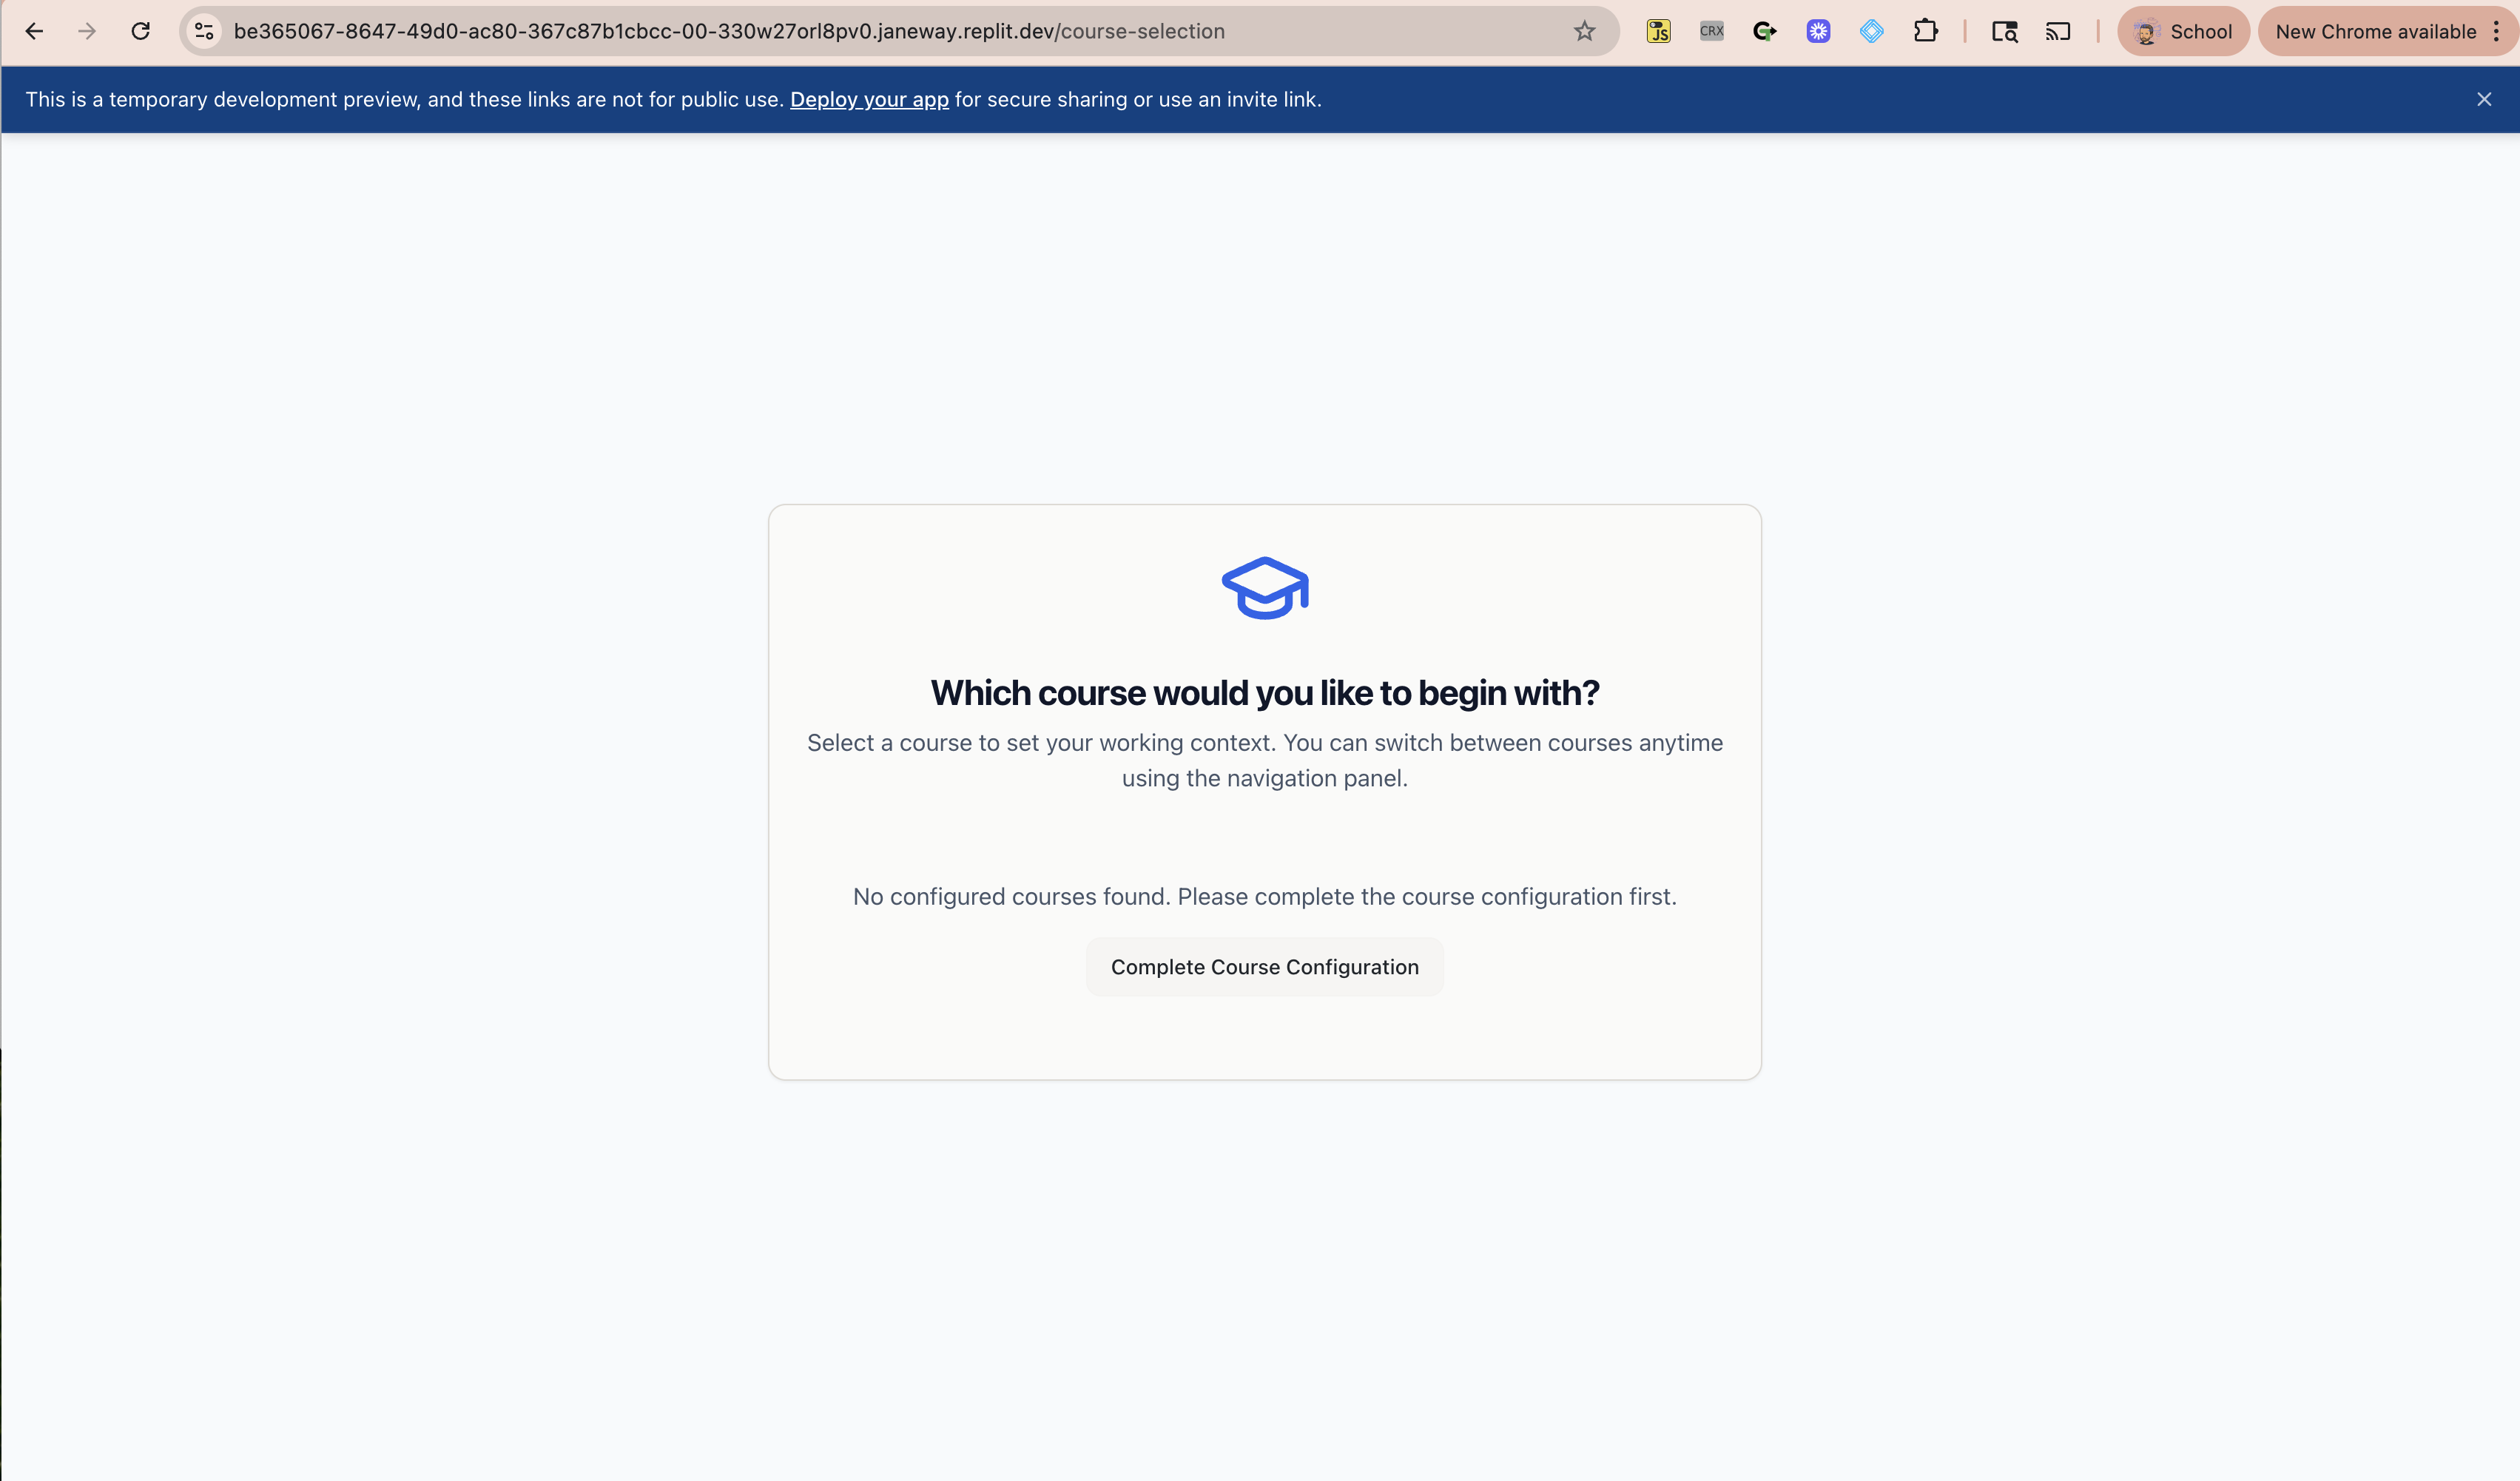 be365067-8647-49d0-ac80-367c87b1cbcc-00-330w27orl8pv0.janeway.replit.dev/course-selection
JS
CRX
School
New Chrome available
This is a temporary development preview, and these links are not for public use. Deploy your app for secure sharing or use an invite link.
Which course would you like to begin with?
Select a course to set your working context. You can switch between courses anytime
using the navigation panel.
No configured courses found. Please complete the course configuration first.
Complete Course Configuration